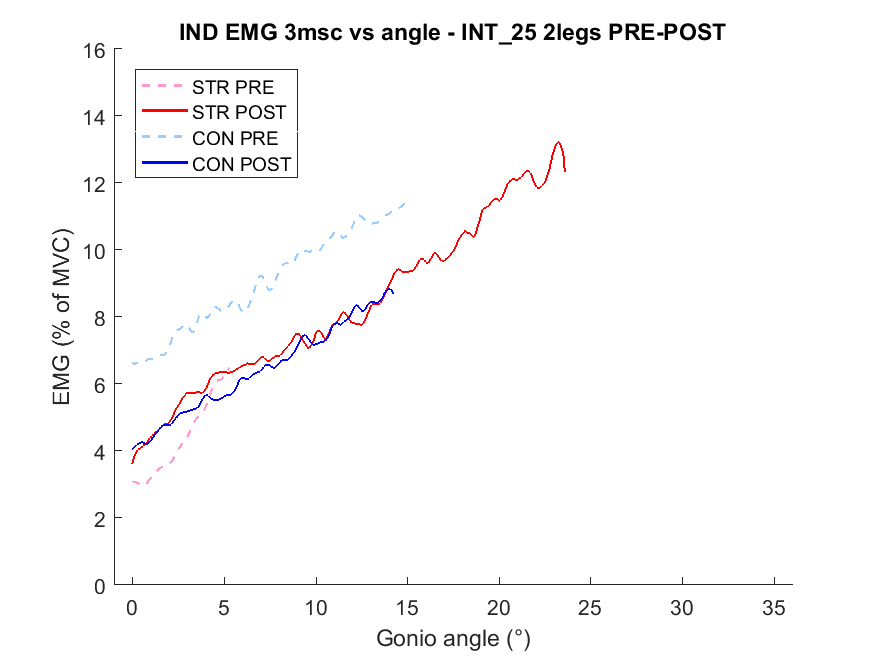 IND EMG 3msc vs angle - INT_25 2legs PRE-POST
16
14
12
10
8
6
4
2
0
EMG (% of MVC)
STR PRE
STR POST
CON PRE
CON POST
0 5 10 15 20 25 30 35
Gonio angle (°)